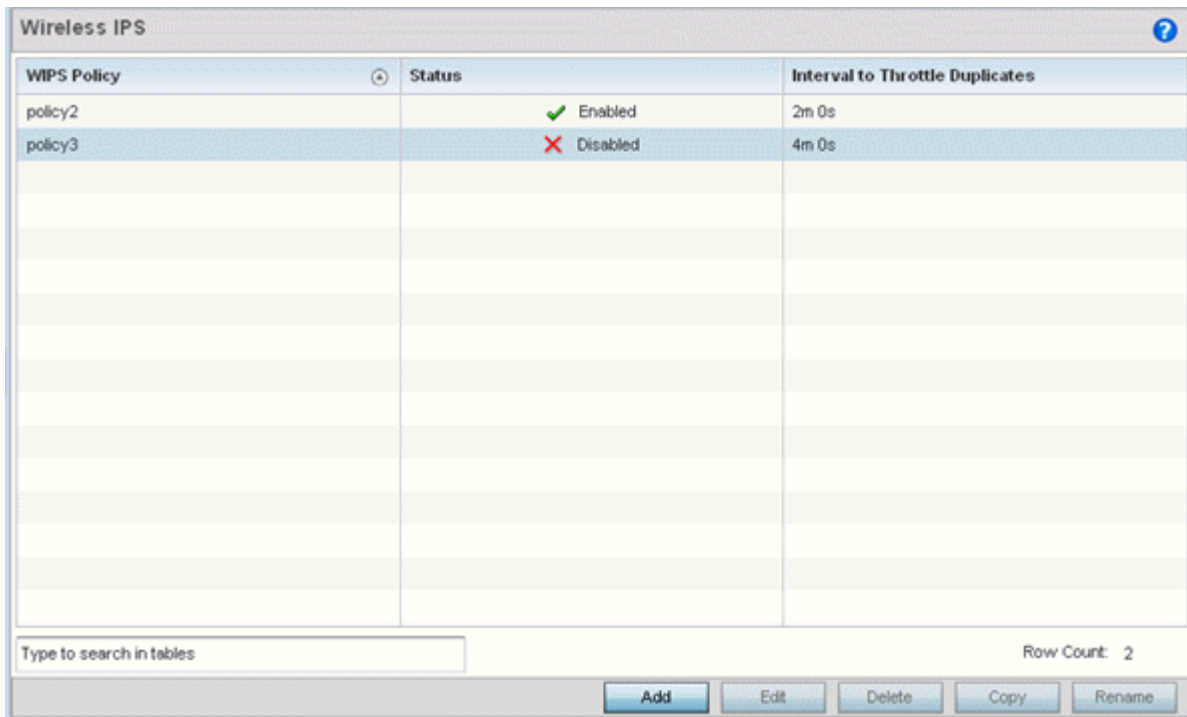 Wireless IPS
WIPS Policy Status Interval to Throttle Duplicates
policy2 Enabled 2m 0s
policy3 Disabled 4m 0s
Type to search in tables Row Count: 2
Add Edit Delete Copy Rename